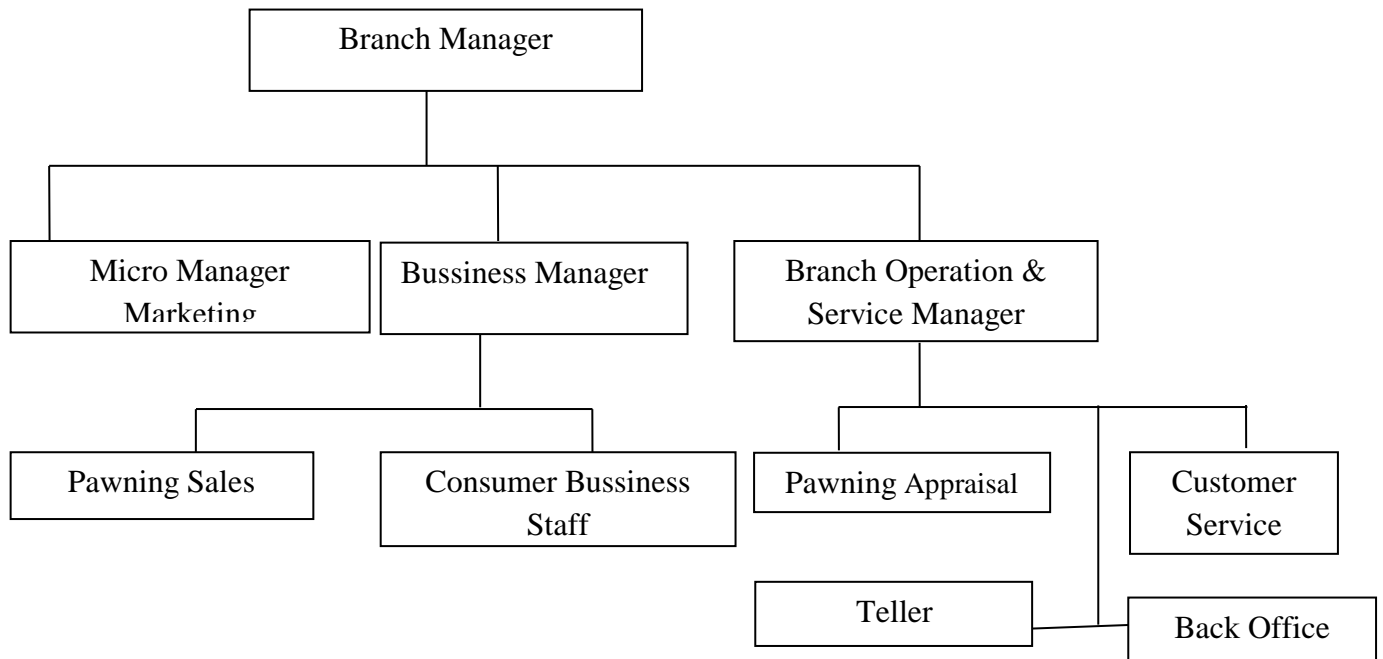 Branch Manager
Micro Manager
Marketing
Bussiness Manager
Branch Operation &
Service Manager
Pawning Sales
Consumer Bussiness
Staff
Pawning Appraisal
Customer
Service
Teller
Back Office